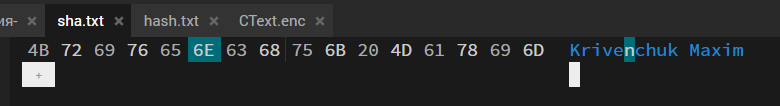 ия- × sha.txt × hash.txt × CText.enc ×
4B 72 69 76 65 6E 63 68 75 6B 20 4D 61 78 69 6D Krivenchuk Maxim
+